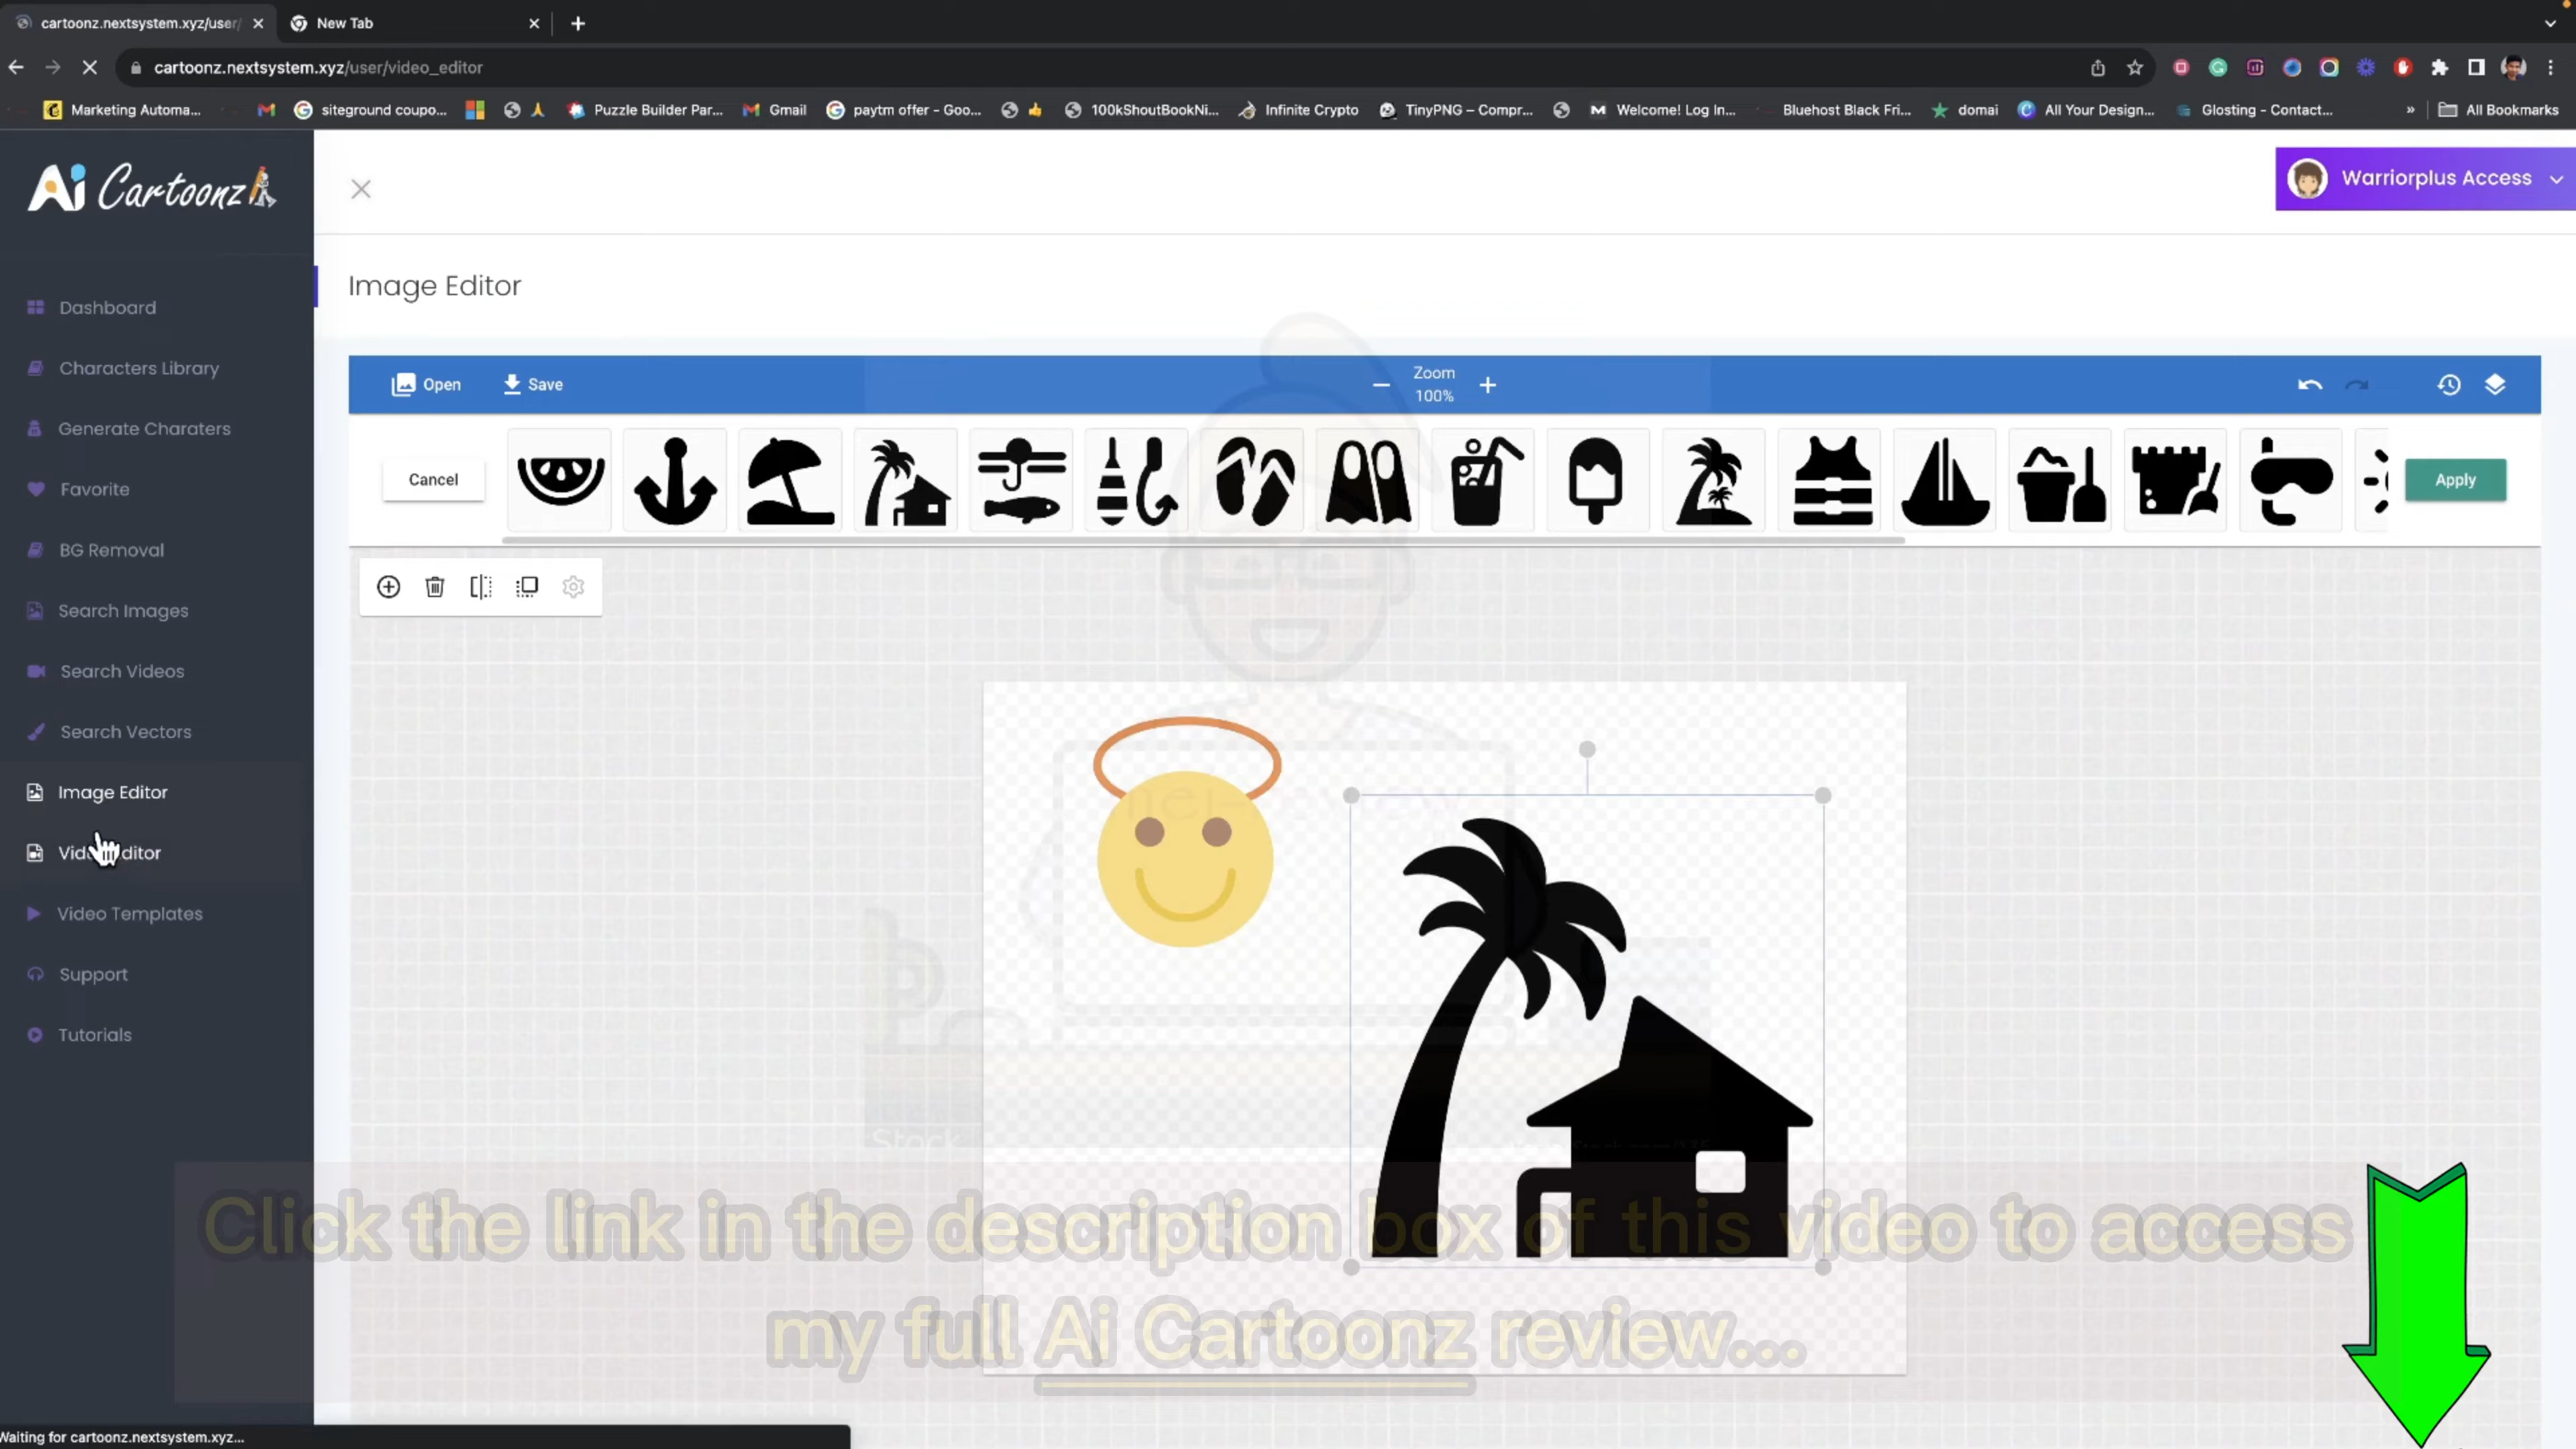 cartoonz.nextsystem.xyz/user/
New Tab
cartoonz.nextsystem.xyz/user/video_editor
Marketing Automa...
siteground coupo...
Puzzle Builder Par...
Gmail
paytm offer - Goo...
100kShoutBookNi...
Infinite Crypto
TinyPNG – Compr...
Welcome! Log In...
Bluehost Black Fri...
domai
All Your Design...
Glosting - Contact...
»
All Bookmarks
Ai Cartoonz
Warriorplus Access
Image Editor
Dashboard
Characters Library
Generate Charaters
Favorite
BG Removal
Search Images
Search Videos
Search Vectors
Image Editor
Video Editor
Video Templates
Support
Tutorials
Open
Save
Zoom
100%
Cancel
Apply
Stock
Click the link in the description box of this video to access
my full Ai Cartoonz review...
Waiting for cartoonz.nextsystem.xyz...